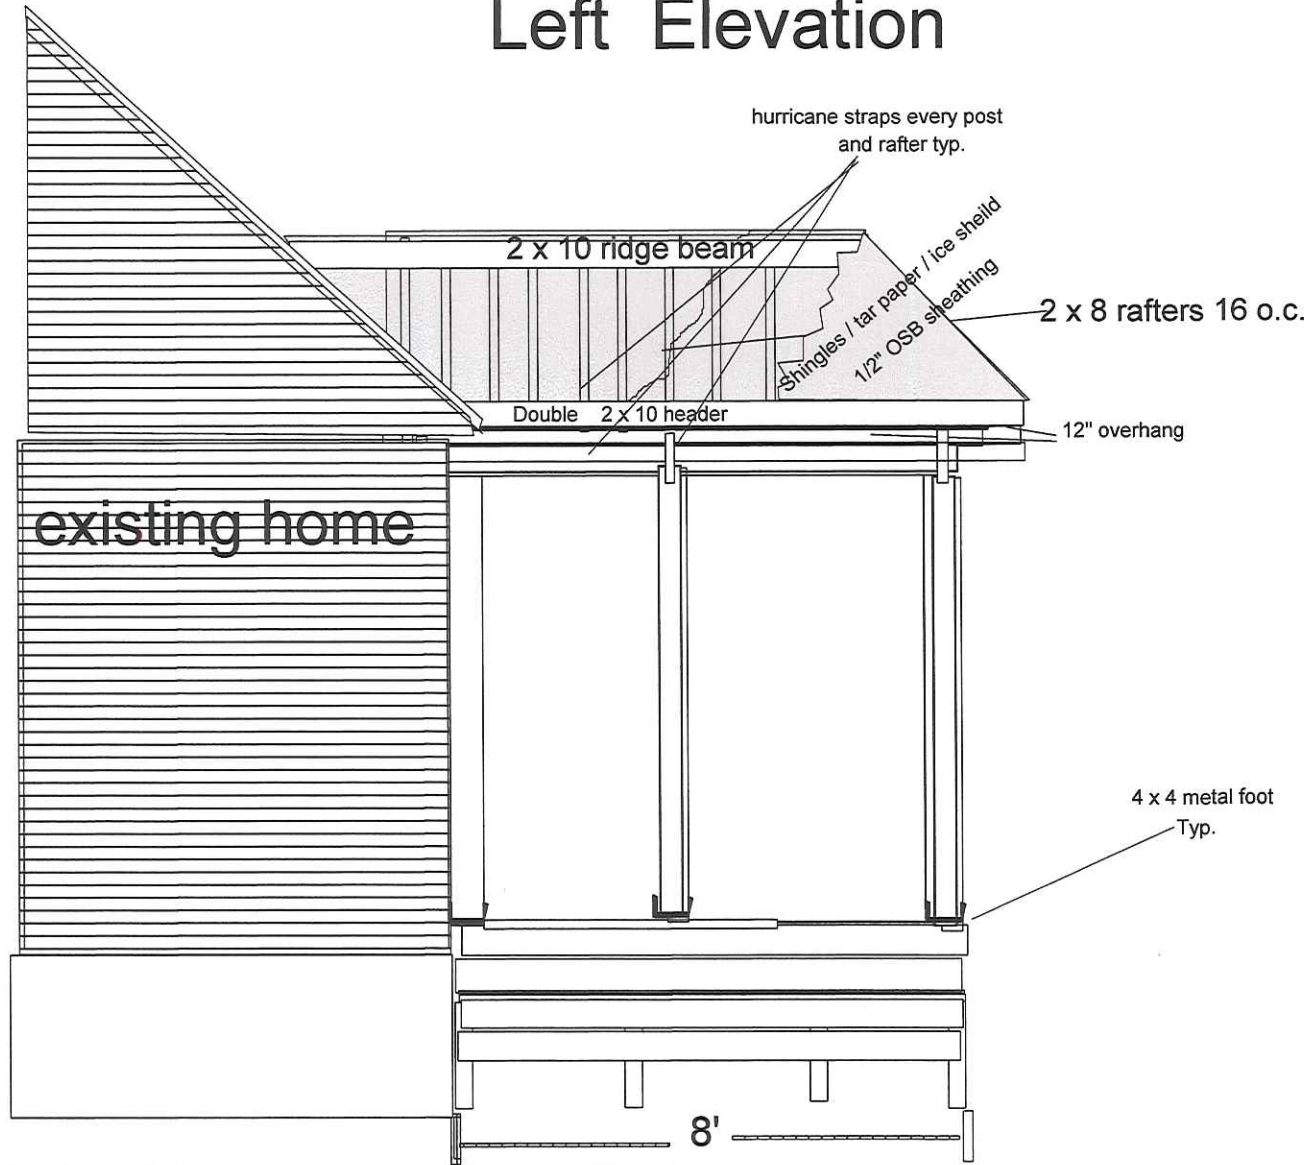 Left Elevation
hurricane straps every post
and rafter typ.
2 x 10 ridge beam
Shingles / tar paper / ice sheild
1/2" OSB sheathing
2 x 8 rafters 16 o.c.
Double 2 x 10 header
12" overhang
existing home
4 x 4 metal foot
Typ.
8'